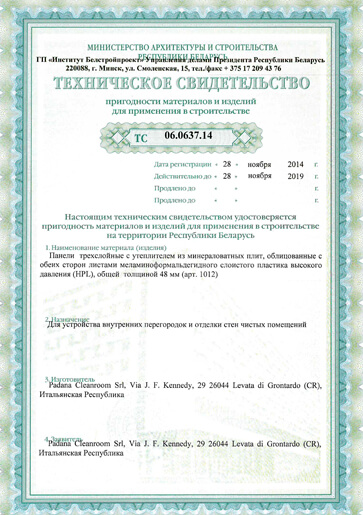 МИНИСТЕРСТВО АРХИТЕКТУРЫ И СТРОИТЕЛЬСТВА
РЕСПУБЛИКИ БЕЛАРУСЬ
ГП «Институт Белстройпроект» Управления делами Президента Республики Беларусь
220088, г. Минск, ул. Смоленская, 15, тел./факс + 375 17 209 43 76
ТЕХНИЧЕСКОЕ СВИДЕТЕЛЬСТВО
пригодности материалов и изделий
для применения в строительстве
ТС 06.0637.14
Дата регистрации « 28 » ноября 2014 г.
Действительно до « 28 » ноября 2019 г.
Продлено до « » г.
Продлено до « » г.
Настоящим техническим свидетельством удостоверяется
пригодность материалов и изделий для применения в строительстве
на территории Республики Беларусь
1. Наименование материала (изделия)
Панели трехслойные с утеплителем из минераловатных плит, облицованные с
обеих сторон листами меламиноформальдегидного слоистого пластика высокого
давления (HPL), общей толщиной 48 мм (арт. 1012)
2. Назначение
Для устройства внутренних перегородок и отделки стен чистых помещений
3. Изготовитель
Padana Cleanroom Srl, Via J. F. Kennedy, 29 26044 Levata di Grontardo (CR),
Итальянская Республика
4. Заявитель
Padana Cleanroom Srl, Via J. F. Kennedy, 29 26044 Levata di Grontardo (CR),
Итальянская Республика